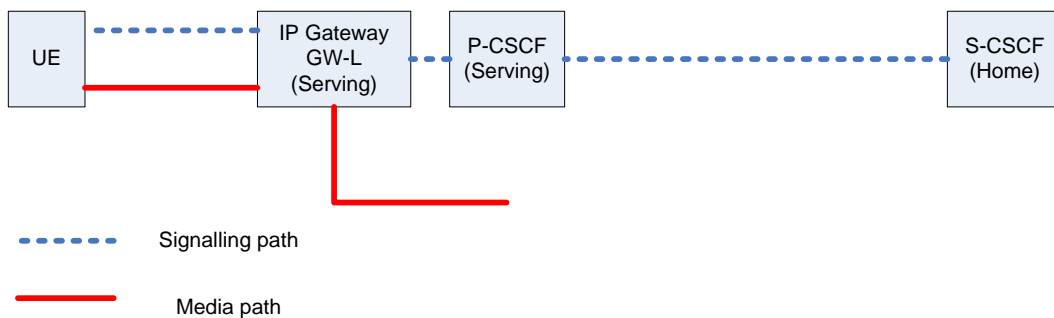 UE
IP Gateway
GW-L
(Serving)
P-CSCF
(Serving)
S-CSCF
(Home)
Signalling path
Media path